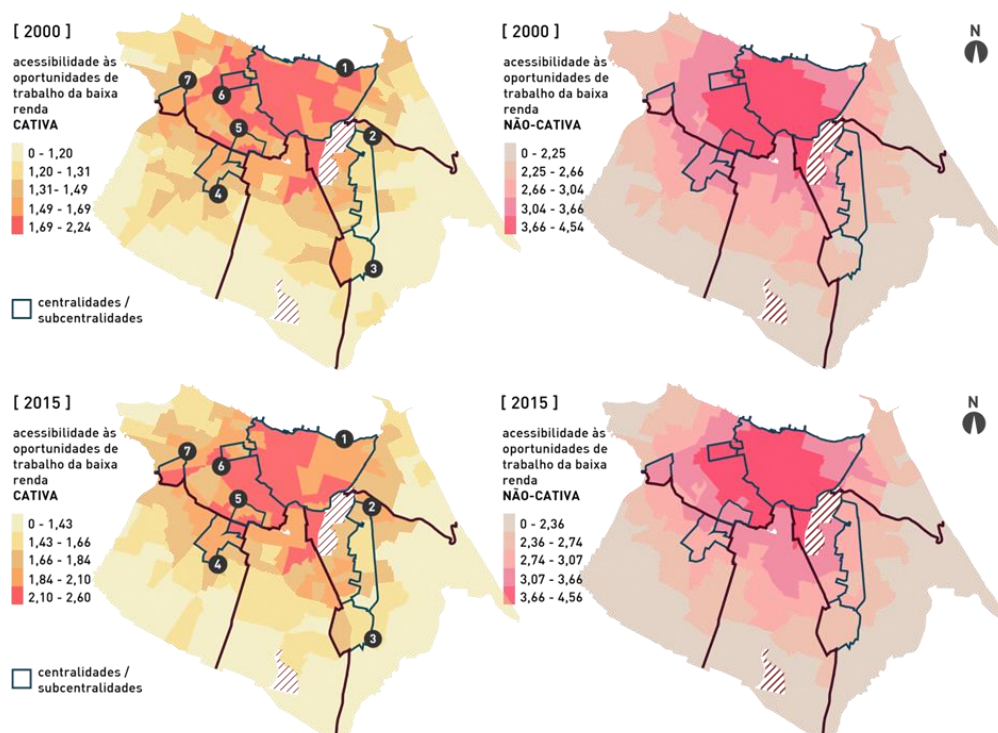 [ 2000 ]
acessibilidade às
oportunidades de
trabalho da baixa
renda
CATIVA
0 - 1,20
1,20 - 1,31
1,31 - 1,49
1,49 - 1,69
1,69 - 2,24
centralidades /
subcentralidades
1
2
3
4
5
6
7
[ 2000 ]
acessibilidade às
oportunidades de
trabalho da baixa
renda
NÃO-CATIVA
0 - 2,25
2,25 - 2,66
2,66 - 3,04
3,04 - 3,66
3,66 - 4,54
N
[ 2015 ]
acessibilidade às
oportunidades de
trabalho da baixa
renda
CATIVA
0 - 1,43
1,43 - 1,66
1,66 - 1,84
1,84 - 2,10
2,10 - 2,60
centralidades /
subcentralidades
1
2
3
4
5
6
7
[ 2015 ]
acessibilidade às
oportunidades de
trabalho da baixa
renda
NÃO-CATIVA
0 - 2,36
2,36 - 2,74
2,74 - 3,07
3,07 - 3,66
3,66 - 4,56
N